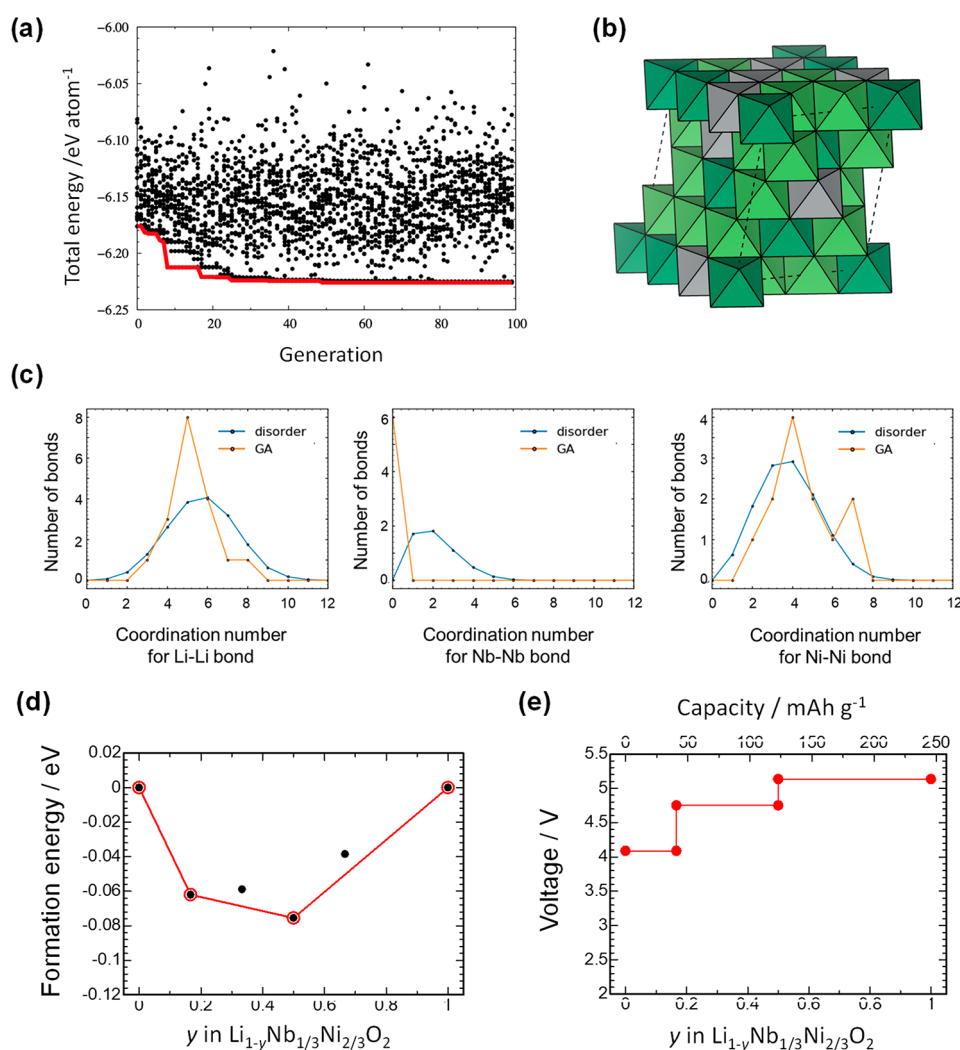 (a)
−6.00
−6.05
−6.10
−6.15
−6.20
−6.25
Total energy /eV atom-1
0 20 40 60 80 100
Generation
(b)
(c)
8
6
4
2
0
Number of bonds
disorder
GA
0 2 4 6 8 10 12
Coordination number
for Li-Li bond
6
4
2
0
Number of bonds
disorder
GA
0 2 4 6 8 10 12
Coordination number
for Nb-Nb bond
4
3
2
1
0
Number of bonds
disorder
GA
0 2 4 6 8 10 12
Coordination number
for Ni-Ni bond
(d)
0.02
0
-0.02
-0.04
-0.06
-0.08
-0.1
-0.12
Formation energy / eV
0 0.2 0.4 0.6 0.8 1
y in Li1-yNb1/3Ni2/3O2
(e)
Capacity / mAh g-1
0 50 100 150 200 250
5.5
5
4.5
4
3.5
3
2.5
2
Voltage / V
0 0.2 0.4 0.6 0.8 1
y in Li1-yNb1/3Ni2/3O2